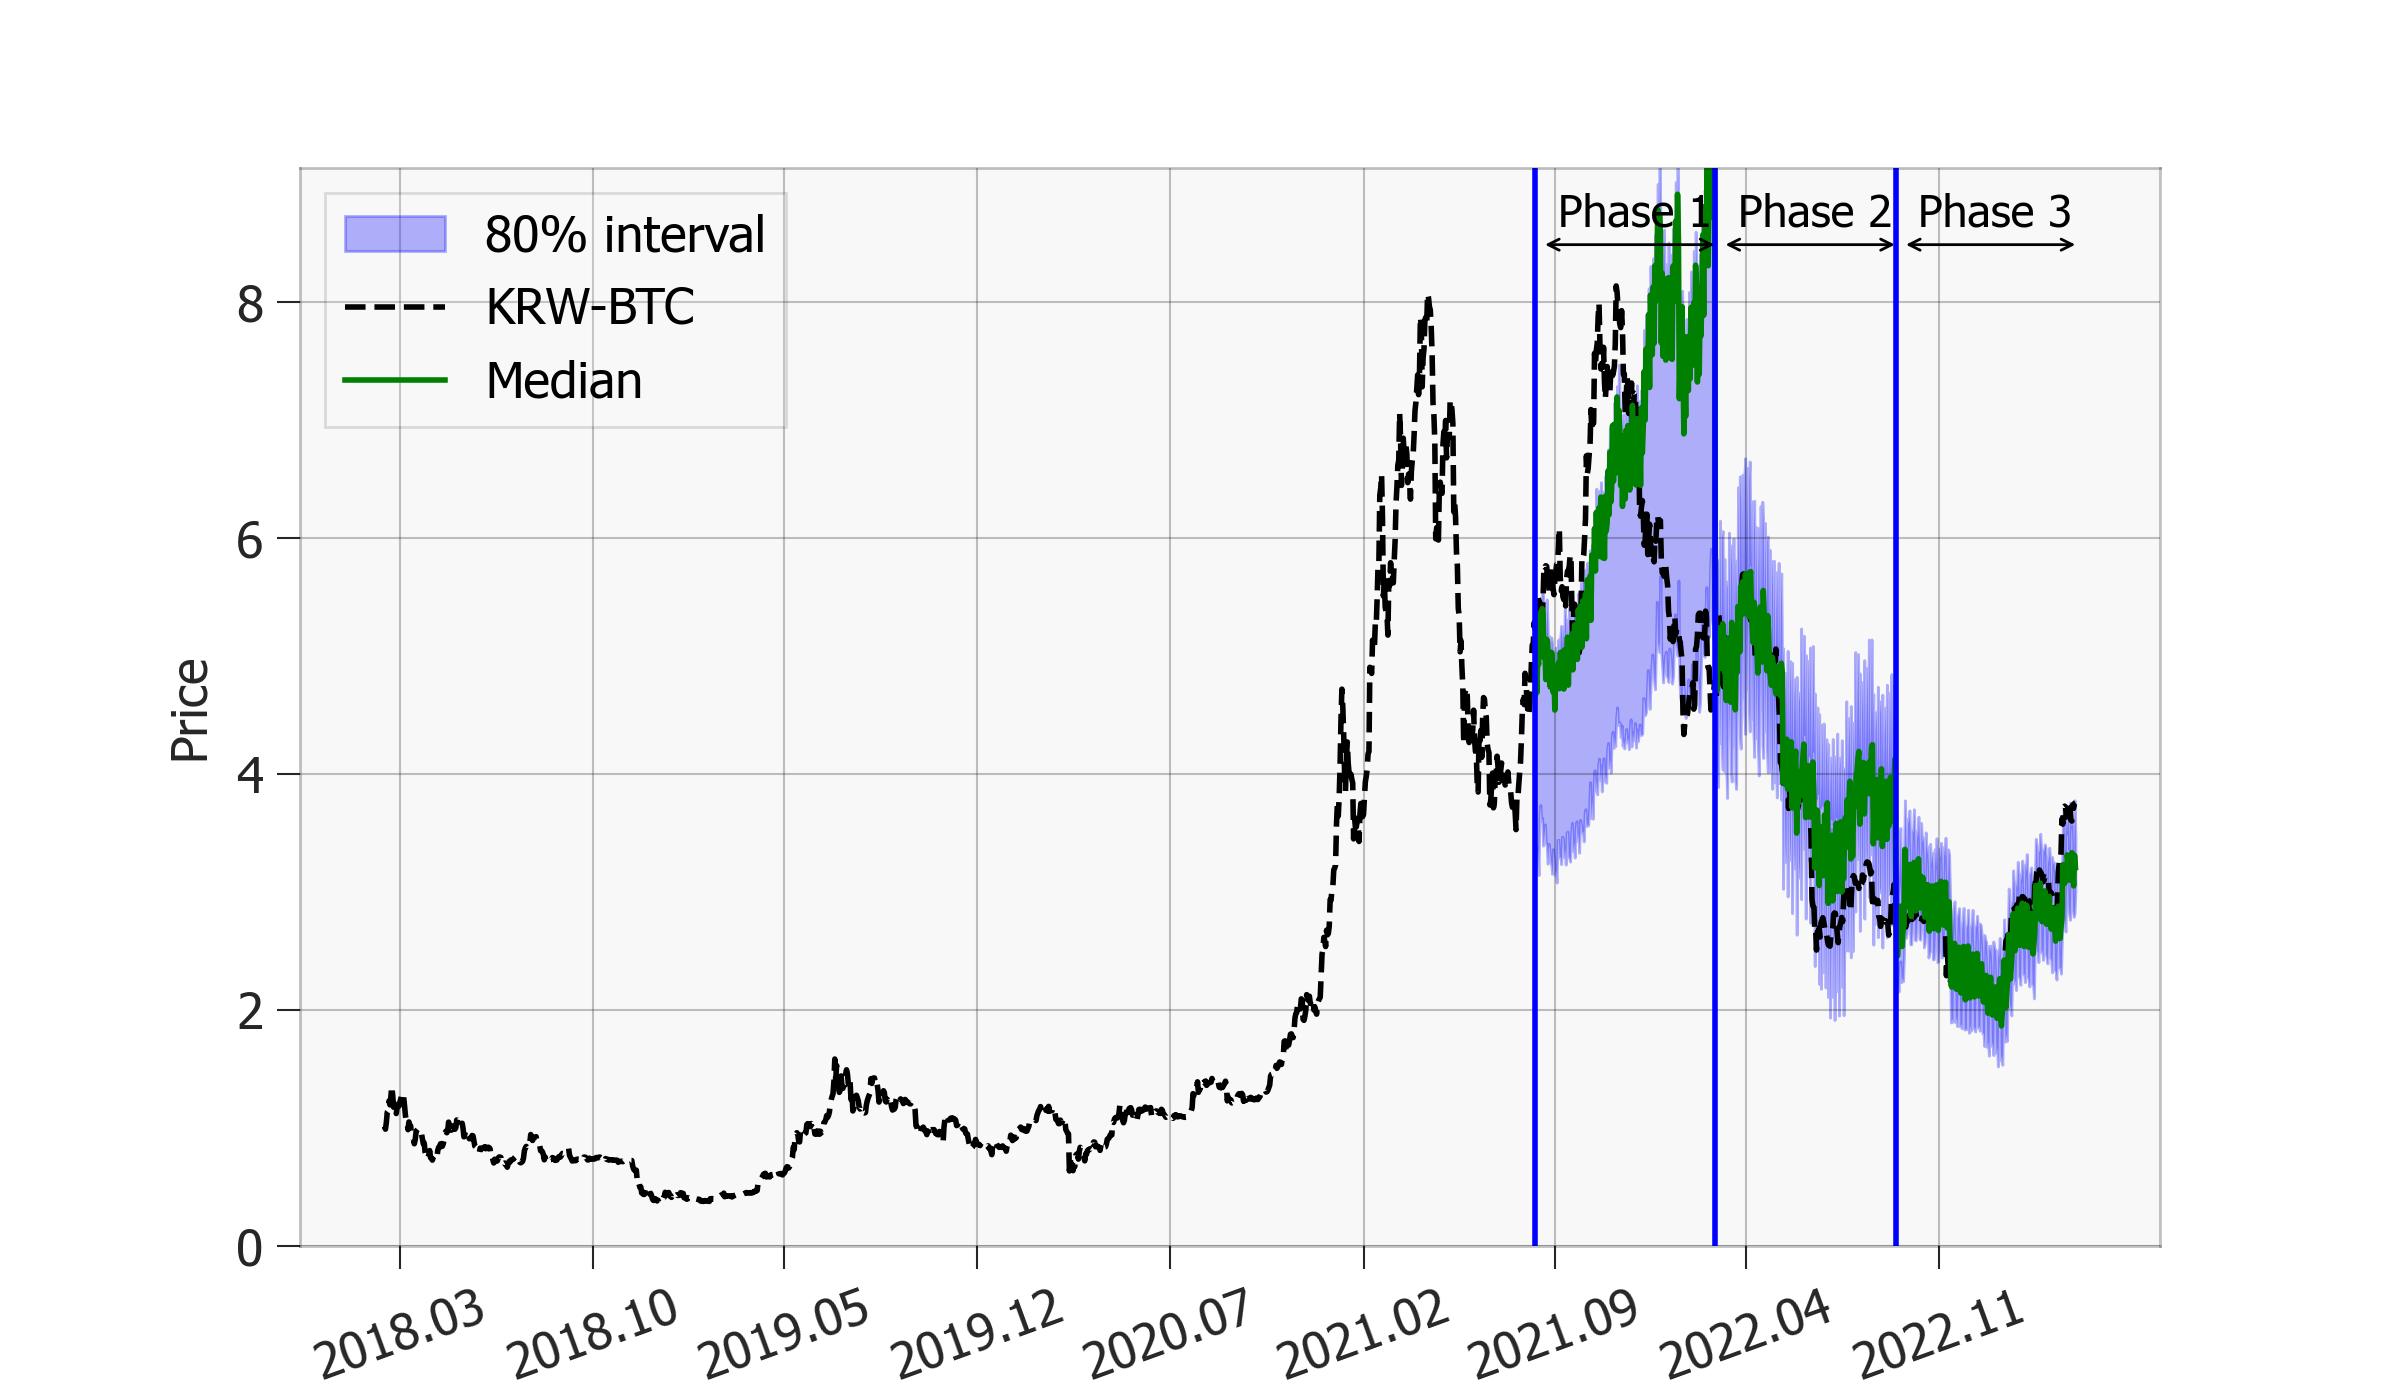 80% interval
KRW-BTC
Median
Phase 1
Phase 2
Phase 3
8
6
4
2
0
Price
2018.03
2018.10
2019.05
2019.12
2020.07
2021.02
2021.09
2022.04
2022.11